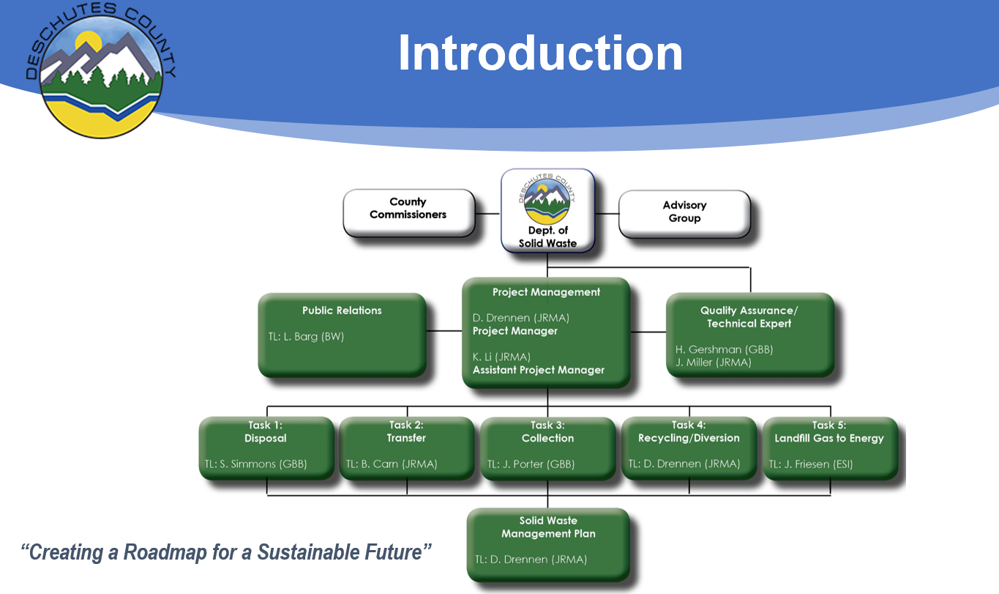 DESCHUTES COUNTY
Introduction
DESCHUTES COUNTY
Dept. of
Solid Waste
County
Commissioners
Advisory
Group
Public Relations
TL: L. Barg (BW)
Project Management
D. Drennen (JRMA)
Project Manager
K. Li (JRMA)
Assistant Project Manager
Quality Assurance/
Technical Expert
H. Gershman (GBB)
J. Miller (JRMA)
Task 1:
Disposal
TL: S. Simmons (GBB)
Task 2:
Transfer
TL: B. Carn (JRMA)
Task 3:
Collection
TL: J. Porter (GBB)
Task 4:
Recycling/Diversion
TL: D. Drennen (JRMA)
Task 5:
Landfill Gas to Energy
TL: J. Friesen (ESI)
Solid Waste
Management Plan
TL: D. Drennen (JRMA)
“Creating a Roadmap for a Sustainable Future”